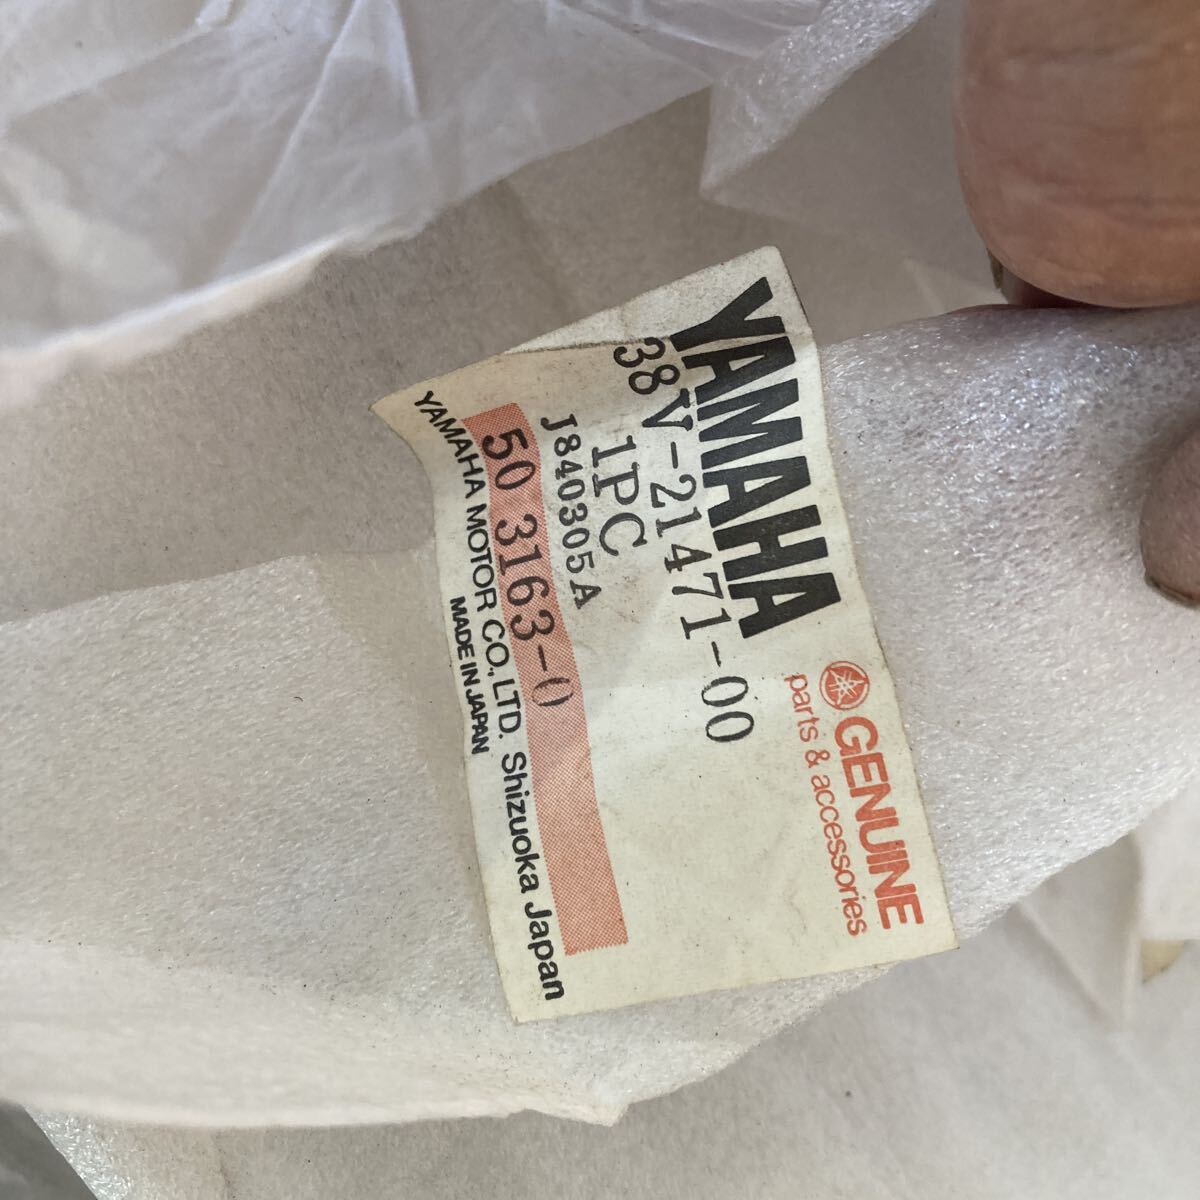 YAMAHA
GENUINE
parts & accessories
38V-21471-00
1PC
J840305A
50 3163-0
YAMAHA MOTOR CO., LTD. Shizuoka Japan
MADE IN JAPAN